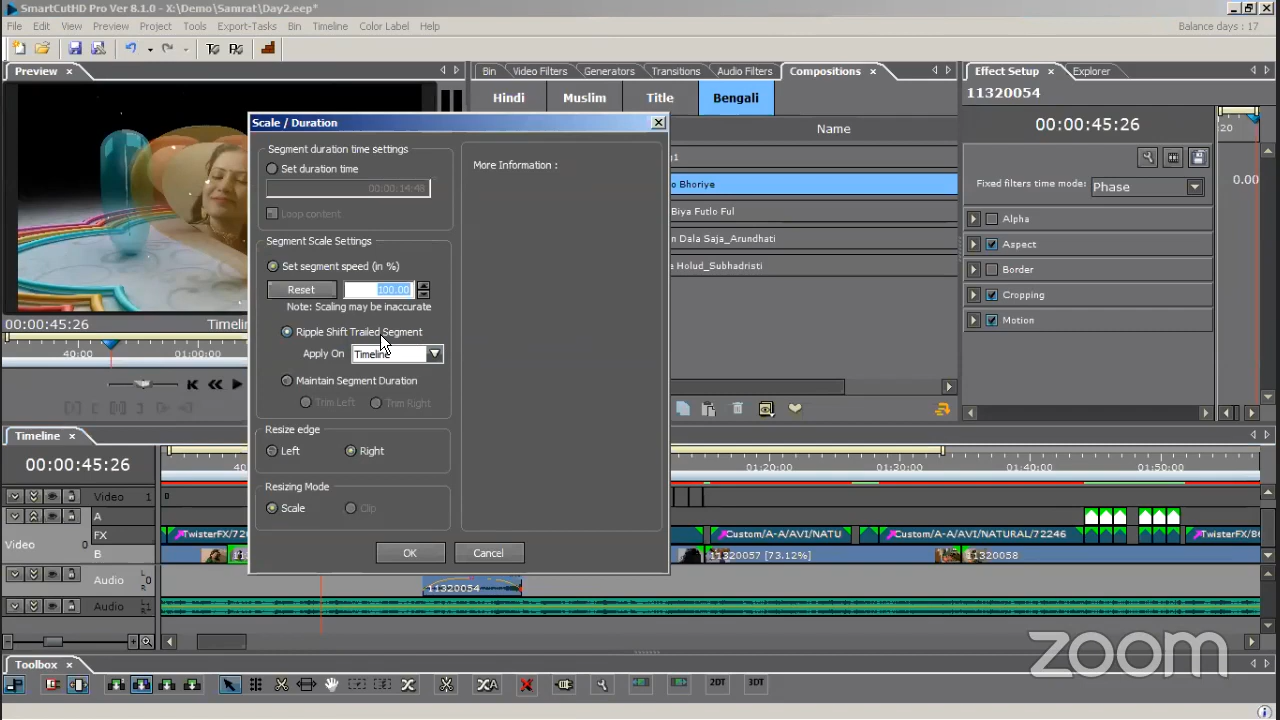 SmartCutHD Pro Ver 8.1.0 - X:\Demo\Samrat\Day2.eep*
File Edit View Preview Project Tools Export-Tasks Bin Timeline Color Label Help
Balance days : 17
Preview
Bin Video Filters Generators Transitions Audio Filters Compositions
Effect Setup Explorer
Hindi Muslim Title Bengali
11320054
Name
00:00:45:26
Fixed filters time mode: Phase
0.00
Bhoriye
Biya Futlo Ful
Dala Saja_Arundhati
Holud_Subhadristi
Alpha
Aspect
Border
Cropping
Motion
Scale / Duration
Segment duration time settings
Set duration time
Loop content
Segment Scale Settings
Set segment speed (in %)
Reset 100.00
Note: Scaling may be inaccurate
Ripple Shift Trailed Segment
Apply On Timeline
Maintain Segment Duration
Trim Left Trim Right
Resize edge
Left Right
Resizing Mode
Scale Clip
OK Cancel
More Information :
00:00:45:26
40:00 01:00:00
Timeline
00:00:45:26
01:20:00 01:30:00 01:40:00 01:50:00
Video 1
A
FX
Video 0
B
Audio 0
Audio
L
R
Custom/A-A/AVI/NATU
Custom/A-A/AVI/NATURAL/72246
11320057 [73.12%]
11320058
11320054
Toolbox
2DT 3DT
zoom